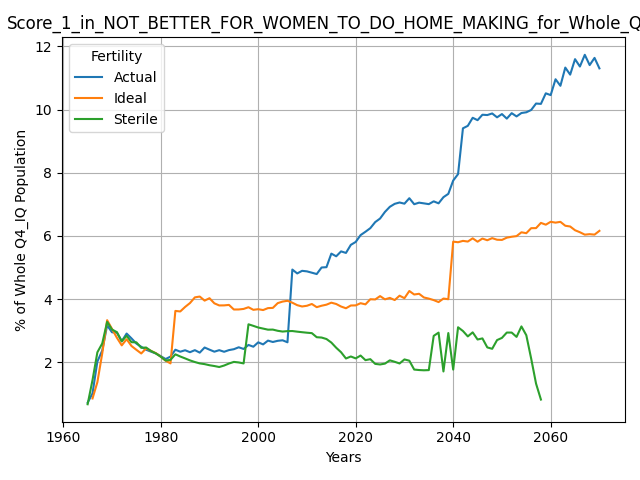 Score_1_in_NOT_BETTER_FOR_WOMEN_TO_DO_HOME_MAKING_for_Whole_Q
Fertility
Actual
Ideal
Sterile
% of Whole Q4_IQ Population
12
10
8
6
4
2
1960 1980 2000 2020 2040 2060
Years